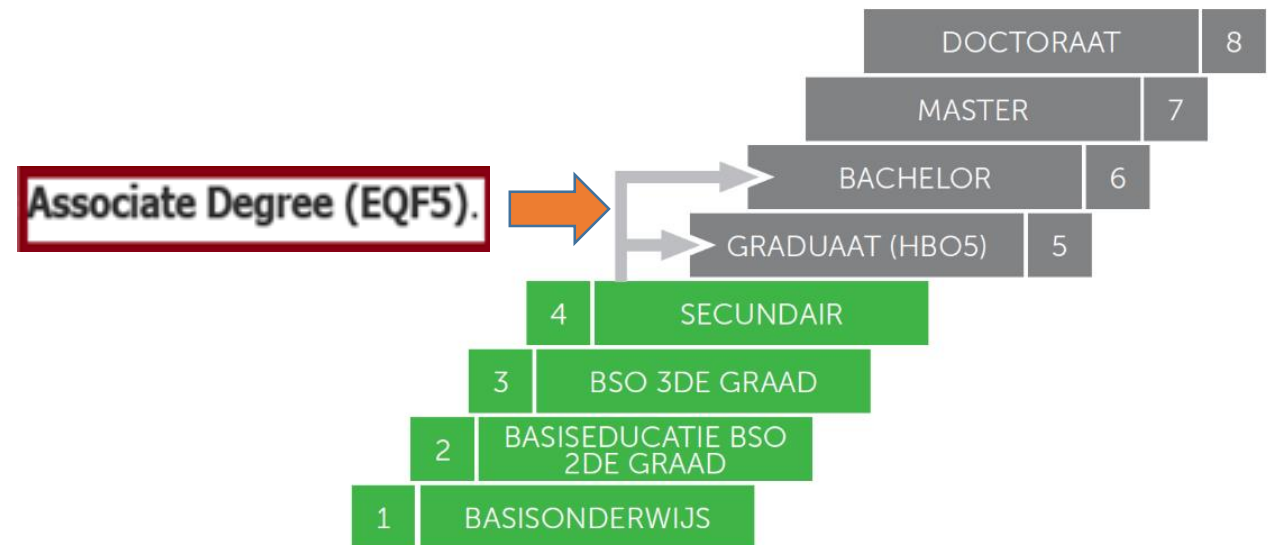 DOCTORAAT 8
MASTER 7
Associate Degree (EQF5).
BACHELOR 6
GRADUAAT (HBO5) 5
4 SECUNDAIR
3 BSO 3DE GRAAD
2 BASISEDUCATIE BSO
2DE GRAAD
1 BASISONDERWIJS